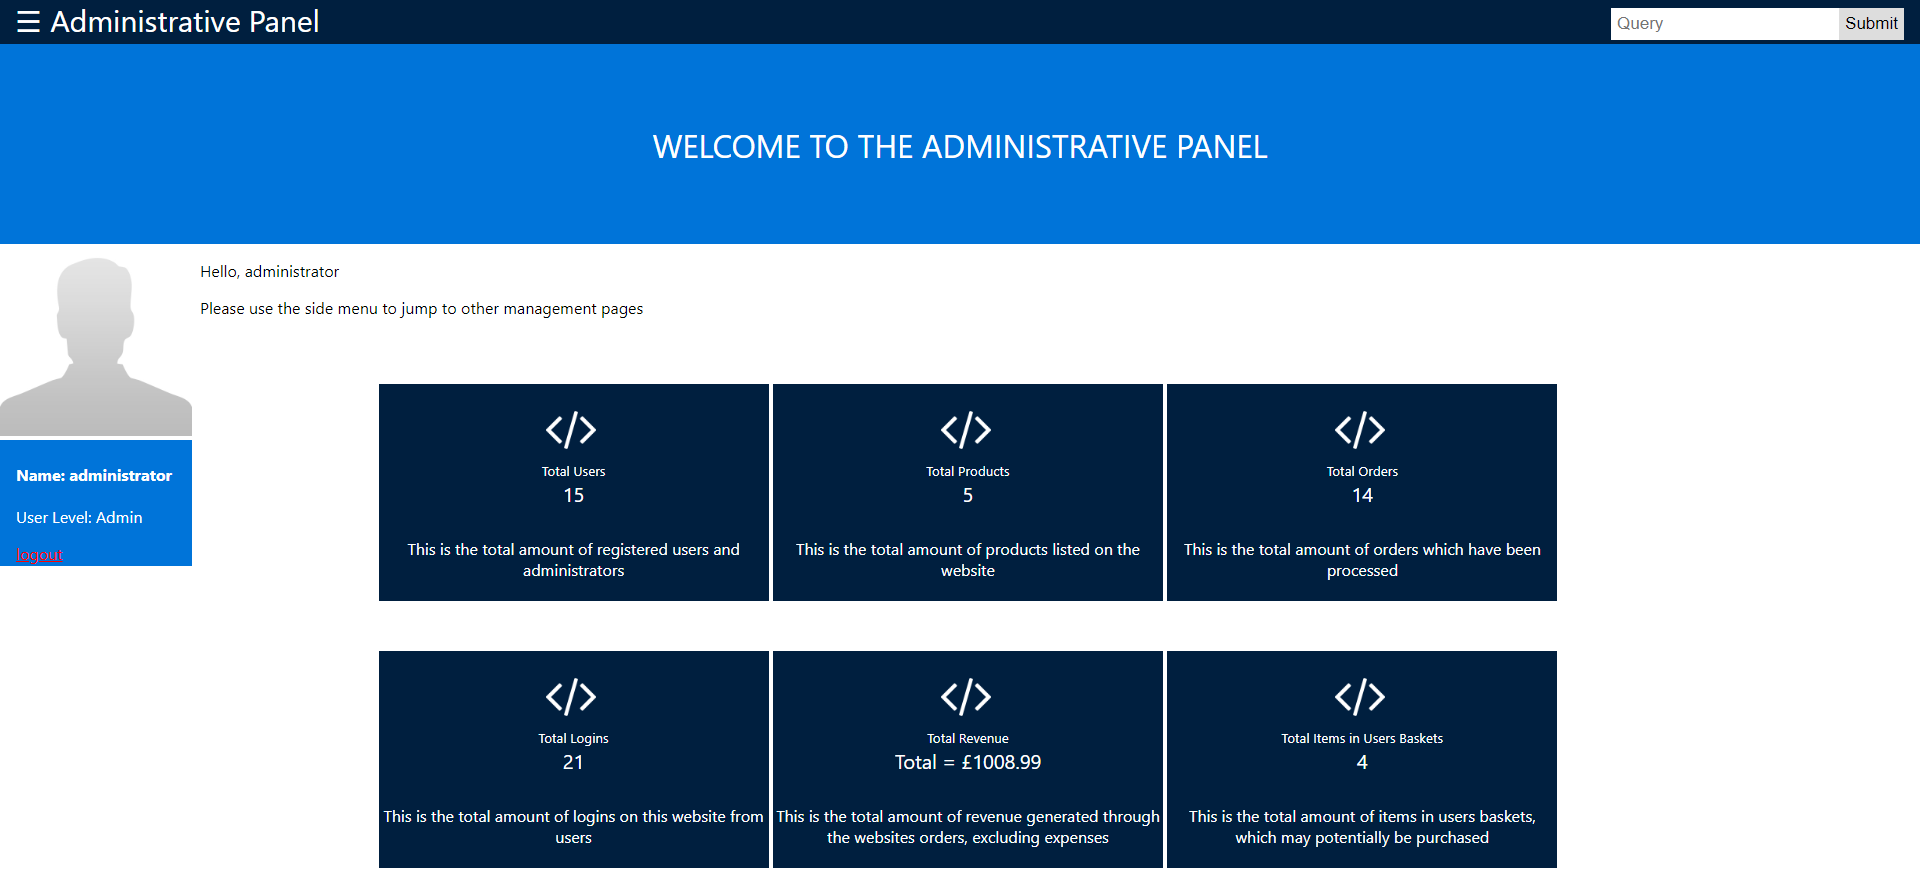 ☰ Administrative Panel
Query
Submit
WELCOME TO THE ADMINISTRATIVE PANEL
Hello, administrator
Please use the side menu to jump to other management pages
Name: administrator
User Level: Admin
logout
Total Users
15
This is the total amount of registered users and
administrators
Total Products
5
This is the total amount of products listed on the
website
Total Orders
14
This is the total amount of orders which have been
processed
Total Logins
21
This is the total amount of logins on this website from
users
Total Revenue
Total = £1008.99
This is the total amount of revenue generated through
the websites orders, excluding expenses
Total Items in Users Baskets
4
This is the total amount of items in users baskets,
which may potentially be purchased